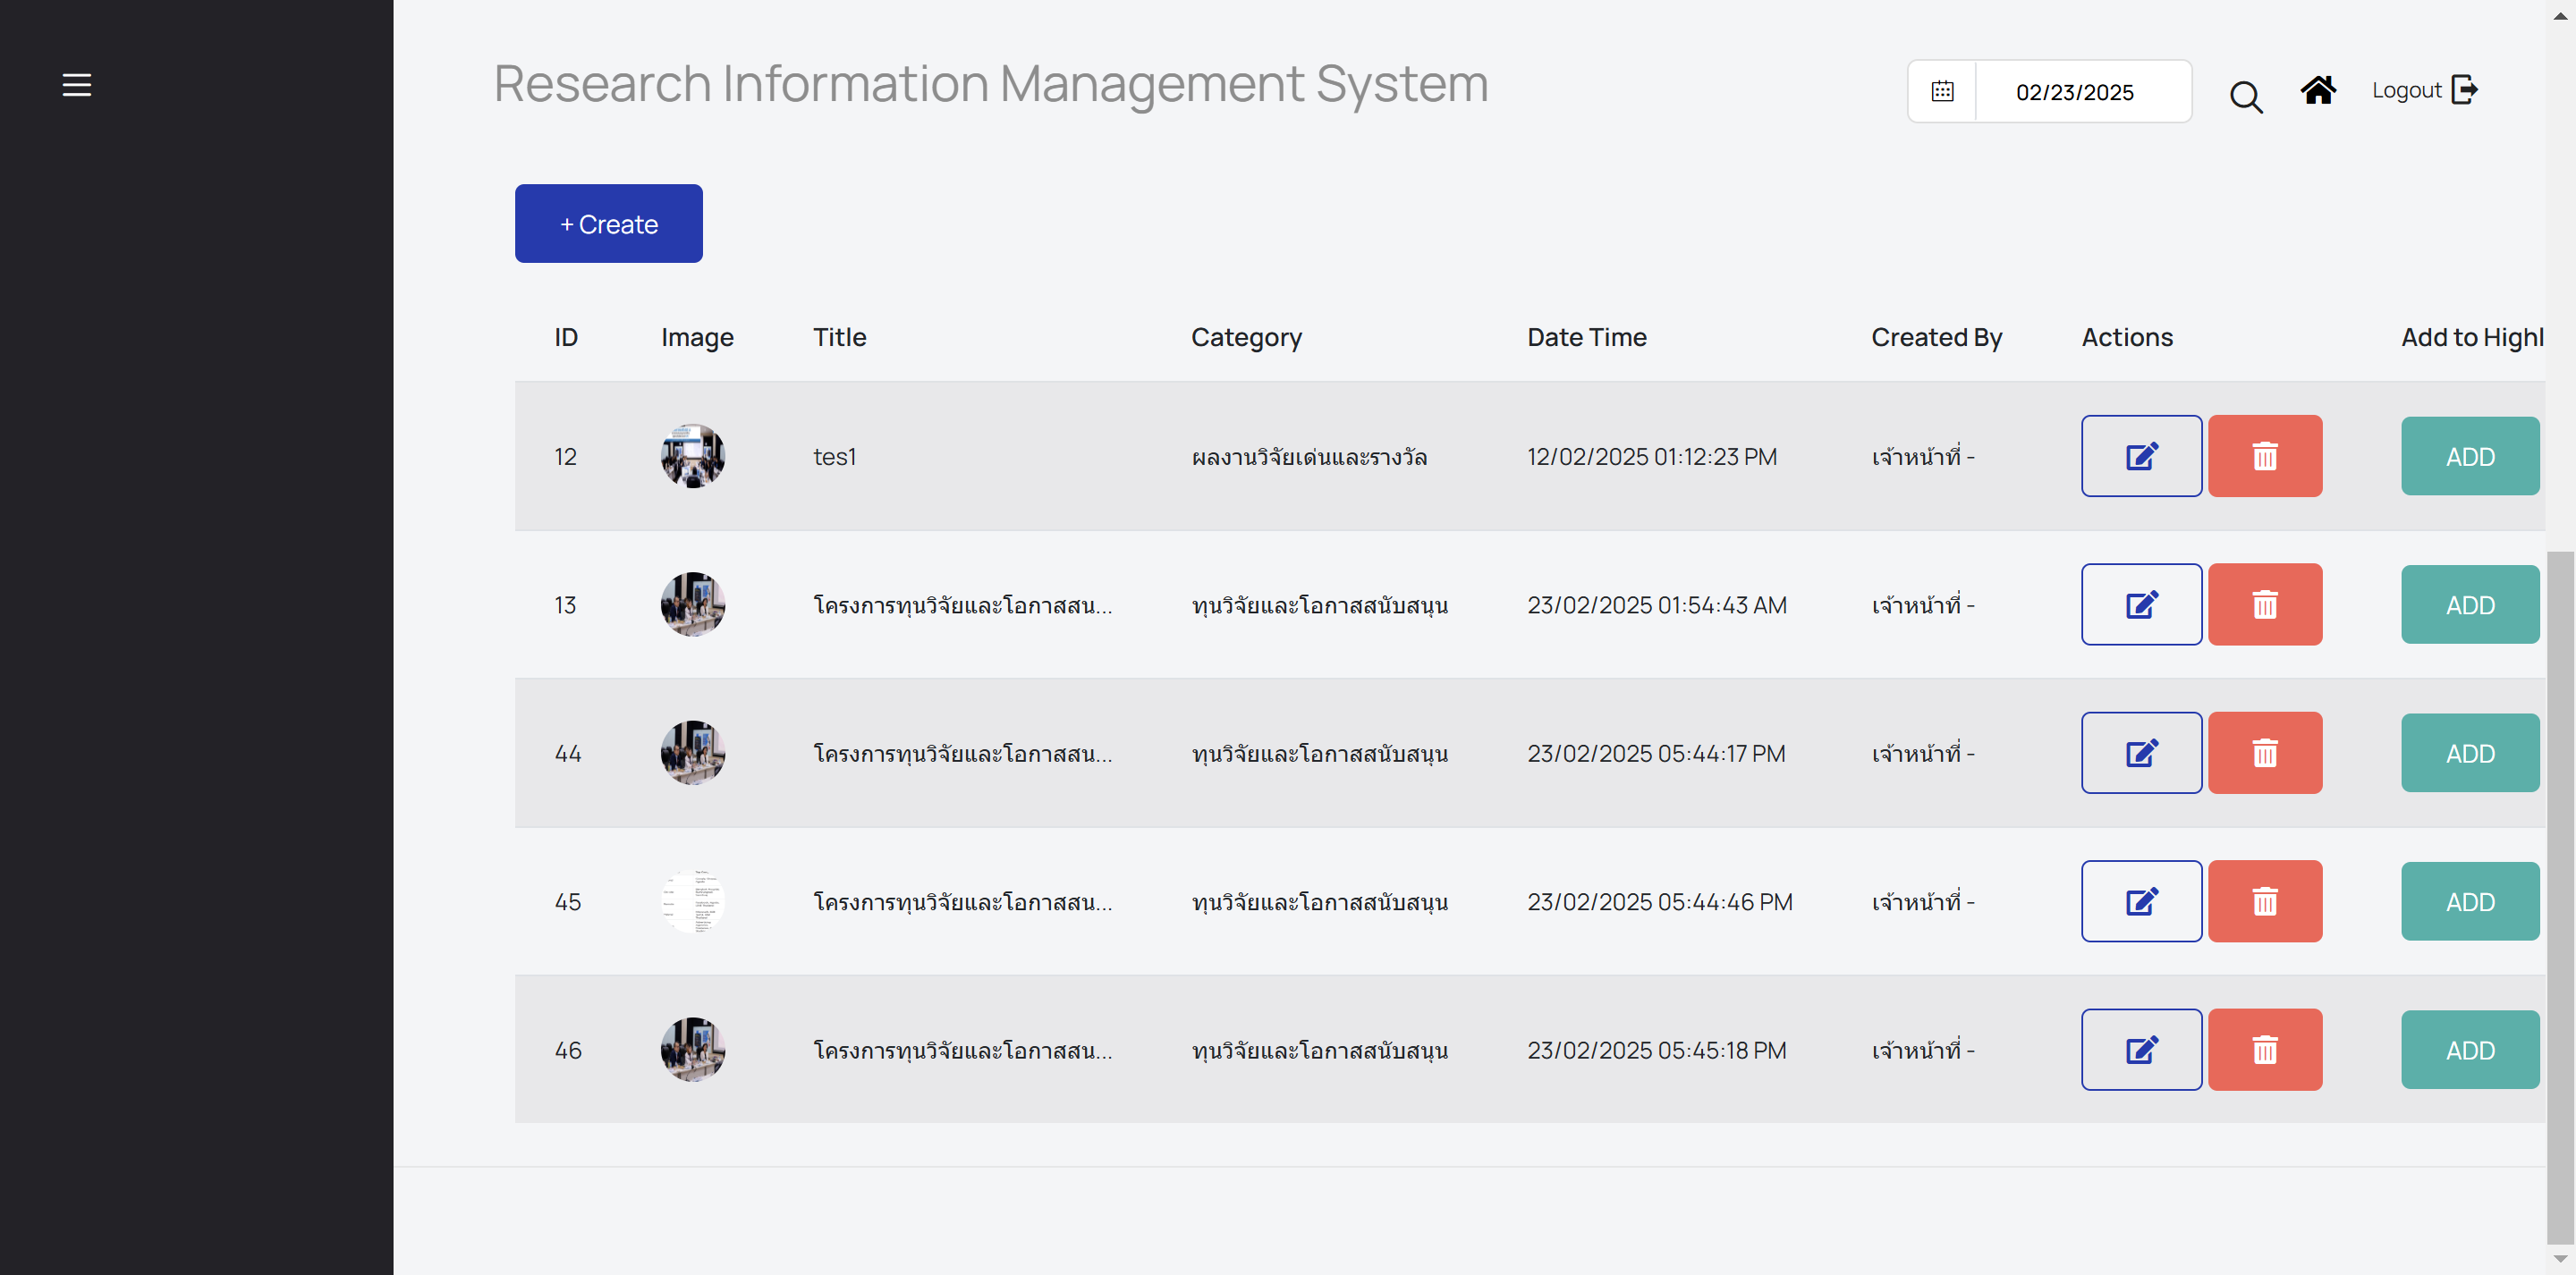 Research Information Management System
02/23/2025
Logout
+ Create
ID Image Title Category Date Time Created By Actions Add to Highl
12 tes1 ผลงานวิจัยเด่นและรางวัล 12/02/2025 01:12:23 PM เจ้าหน้าที่ - ADD
13 โครงการทุนวิจัยและโอกาสสน... ทุนวิจัยและโอกาสสนับสนุน 23/02/2025 01:54:43 AM เจ้าหน้าที่ - ADD
44 โครงการทุนวิจัยและโอกาสสน... ทุนวิจัยและโอกาสสนับสนุน 23/02/2025 05:44:17 PM เจ้าหน้าที่ - ADD
45 โครงการทุนวิจัยและโอกาสสน... ทุนวิจัยและโอกาสสนับสนุน 23/02/2025 05:44:46 PM เจ้าหน้าที่ - ADD
46 โครงการทุนวิจัยและโอกาสสน... ทุนวิจัยและโอกาสสนับสนุน 23/02/2025 05:45:18 PM เจ้าหน้าที่ - ADD